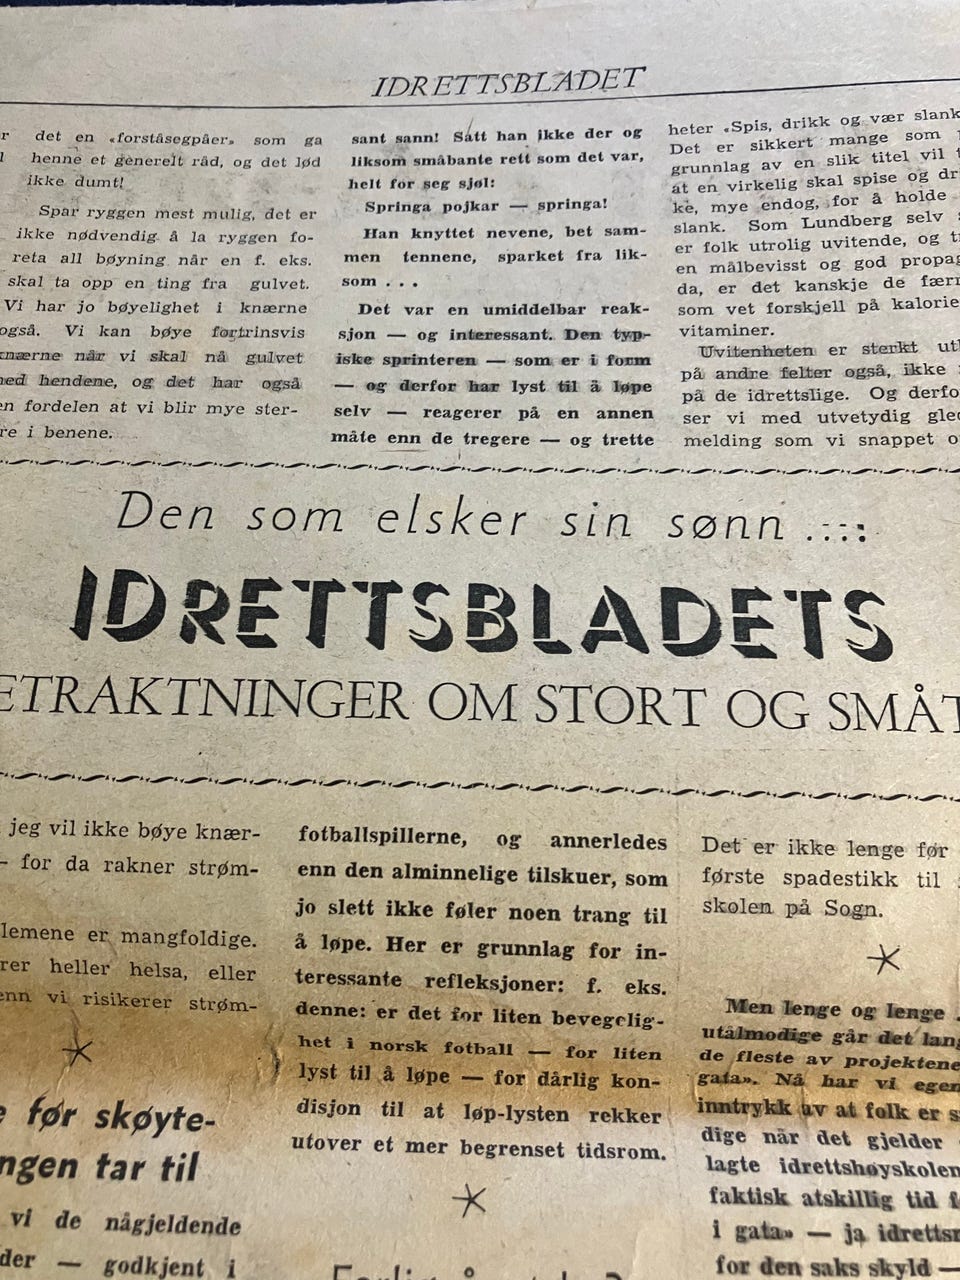 IDRETTSBLADET
det en «forståsegpåer» som ga
henne et generelt råd, og det lød
ikke dumt!
Spar ryggen mest mulig, det er
ikke nødvendig å la ryggen fo-
reta all bøyning når en f. eks.
skal ta opp en ting fra gulvet.
Vi har jo bøyelighet i knærne
også. Vi kan bøye fortrinsvis
knærne når vi skal nå gulvet
med hendene, og det har også
en fordelen at vi blir mye ster-
re i benene.
sant sann! Satt han ikke der og
liksom småbante rett som det var,
helt for seg sjøl:
Springa pojkar — springa!
Han knyttet nevene, bet sam-
men tennene, sparket fra lik-
som . . .
Det var en umiddelbar reak-
sjon — og interessant. Den typ-
iske sprinteren — som er i form
— og derfor har lyst til å løpe
selv — reagerer på en annen
måte enn de tregere — og trette
heter «Spis, drikk og vær slank
Det er sikkert mange som
grunnlag av en slik titel vil
at en virkelig skal spise og dr
ke, mye endog, for å holde
slank. Som Lundberg selv
er folk utrolig uvitende, og
en målbevisst og god propag
da, er det kanskje de færr
som vet forskjell på kalorie
vitaminer.
Uvitenheten er sterkt ut
på andre felter også, ikke
på de idrettslige. Og derfo
ser vi med utvetydig gled
melding som vi snappet o
Den som elsker sin sønn ....:
IDRETTSBLADETS
ETRAKTNINGER OM STORT OG SMÅT
jeg vil ikke bøye knær-
— for da rakner strøm-
lemene er mangfoldige.
rer heller helsa, eller
enn vi risikerer strøm-
e før skøyte-
ngen tar til
vi de någjeldende
der — godkjent i
fotballspillerne, og annerledes
enn den alminnelige tilskuer, som
jo slett ikke føler noen trang til
å løpe. Her er grunnlag for in-
teressante refleksjoner: f. eks.
denne: er det for liten bevegelig-
het i norsk fotball — for liten
lyst til å løpe — for dårlig kon-
disjon til at løp-lysten rekker
utover et mer begrenset tidsrom.
Det er ikke lenge før
første spadestikk til
skolen på Sogn.
Men lenge og lenge
utålmodige går det lang
de fleste av projektene
gata». Nå har vi egen
inntrykk av at folk er
dige når det gjelder
lagte idrettshøyskolen
faktisk atskillig tid
i gata» — ja idretts
for den saks skyld —